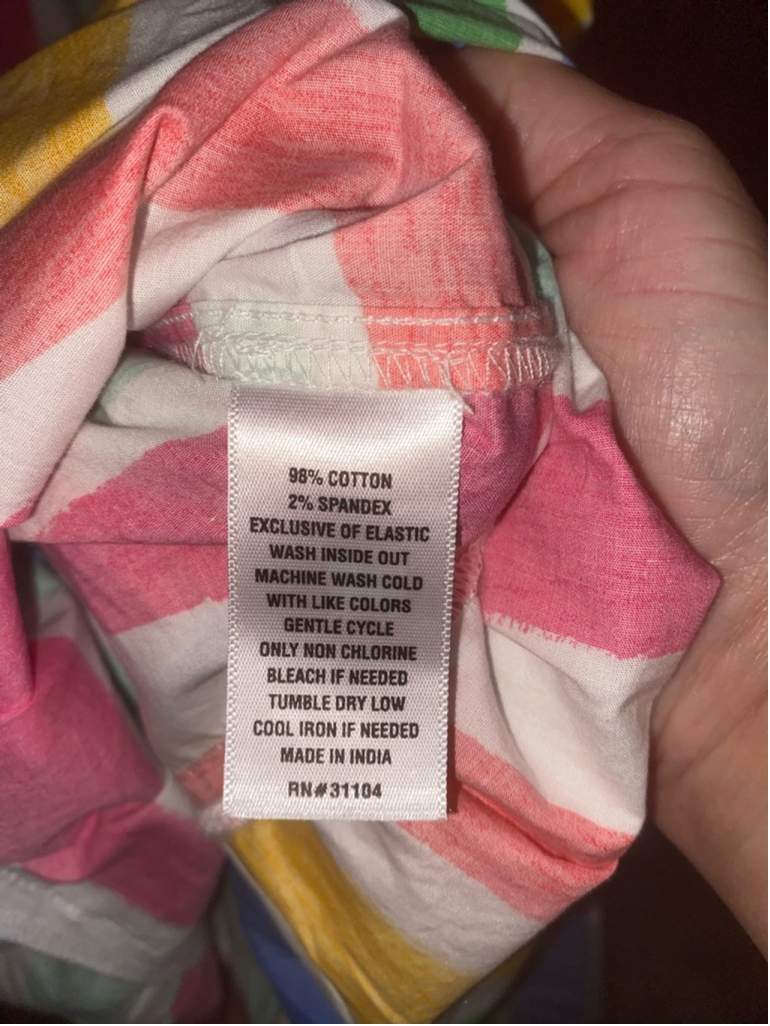 98% COTTON
2% SPANDEX
EXCLUSIVE OF ELASTIC
WASH INSIDE OUT
MACHINE WASH COLD
WITH LIKE COLORS
GENTLE CYCLE
ONLY NON CHLORINE
BLEACH IF NEEDED
TUMBLE DRY LOW
COOL IRON IF NEEDED
MADE IN INDIA
RN#31104